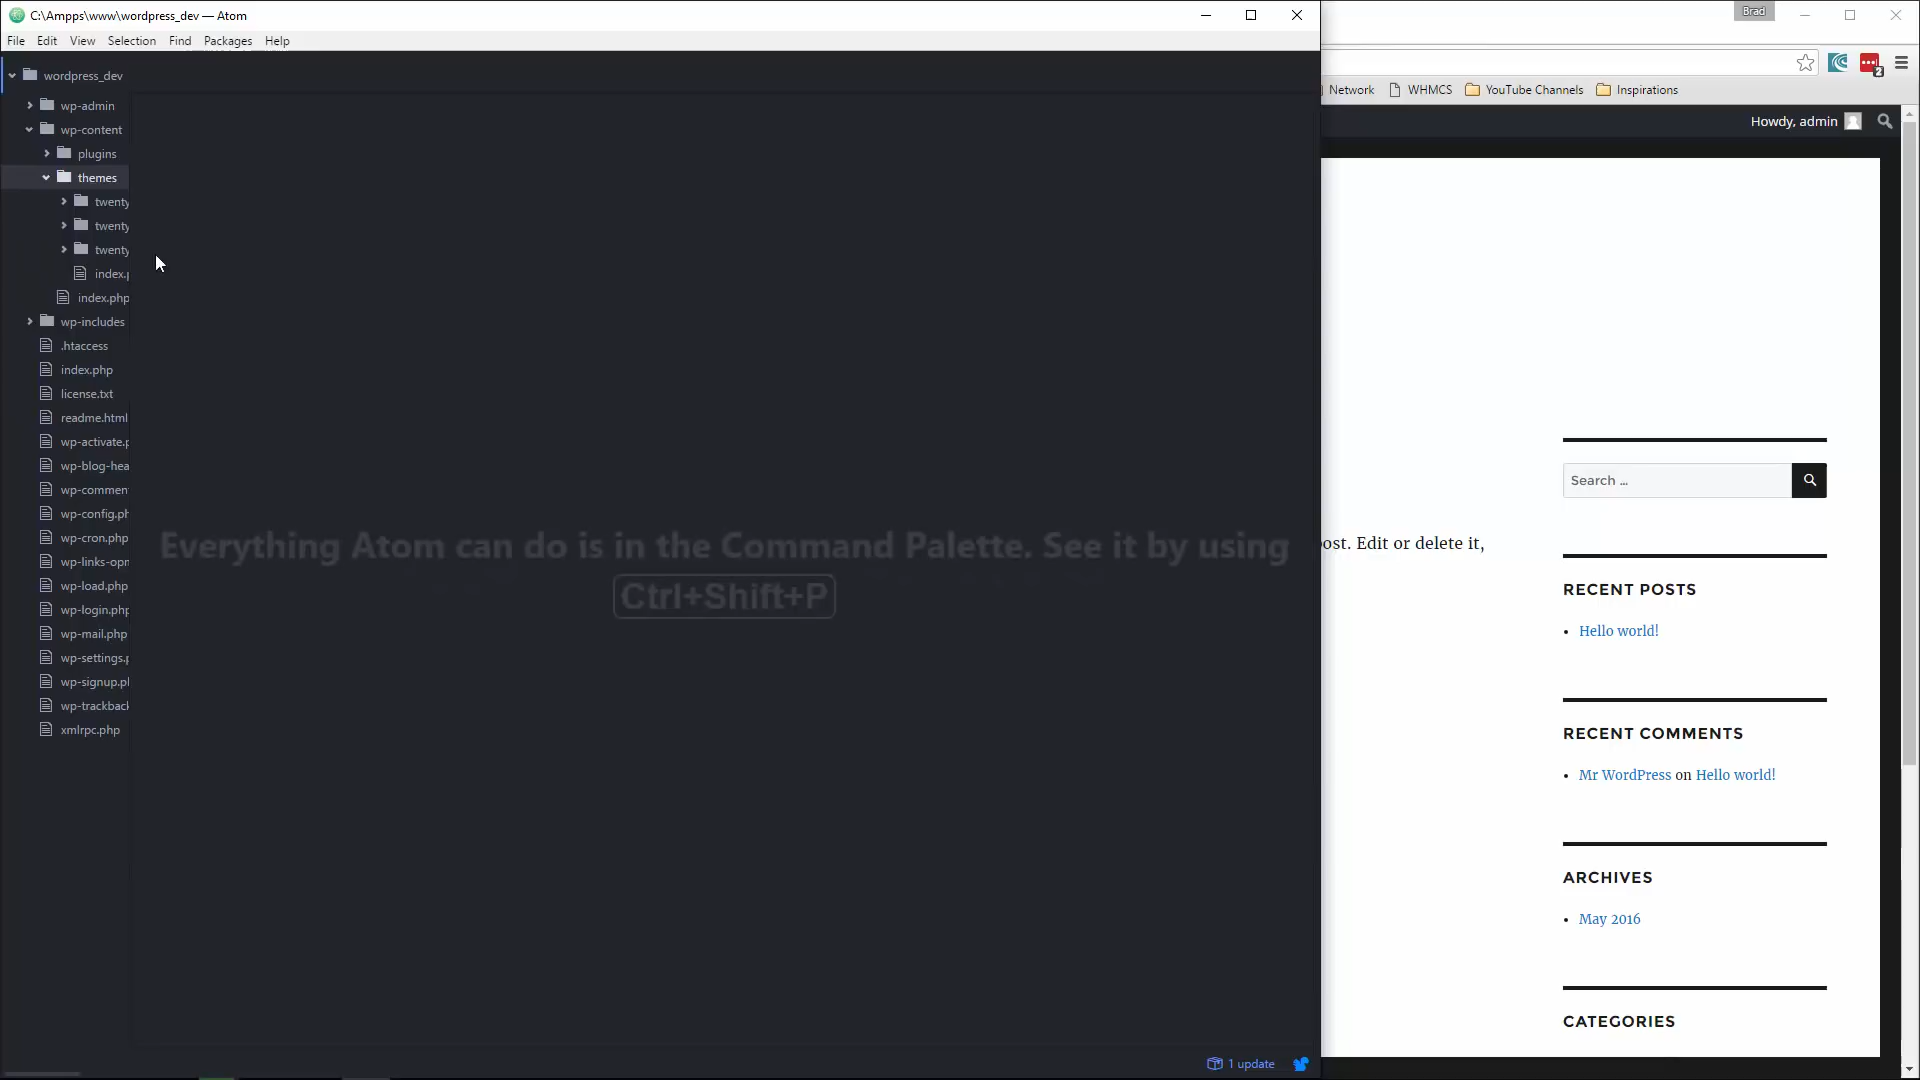 C:\Ampps\www\wordpress_dev — Atom
Brad
File Edit View Selection Find Packages Help
wordpress_dev
wp-admin
wp-content
plugins
themes
twenty
twenty
twenty
index.p
index.php
wp-includes
.htaccess
index.php
license.txt
readme.html
wp-activate.p
wp-blog-hea
wp-commen
wp-config.ph
wp-cron.php
wp-links-opm
wp-load.php
wp-login.php
wp-mail.php
wp-settings.p
wp-signup.pl
wp-trackback
xmlrpc.php
Everything Atom can do is in the Command Palette. See it by using
Ctrl+Shift+P
1 update
2
Network WHMCS YouTube Channels Inspirations
Howdy, admin
ost. Edit or delete it,
Search …
RECENT POSTS
Hello world!
RECENT COMMENTS
Mr WordPress on Hello world!
ARCHIVES
May 2016
CATEGORIES